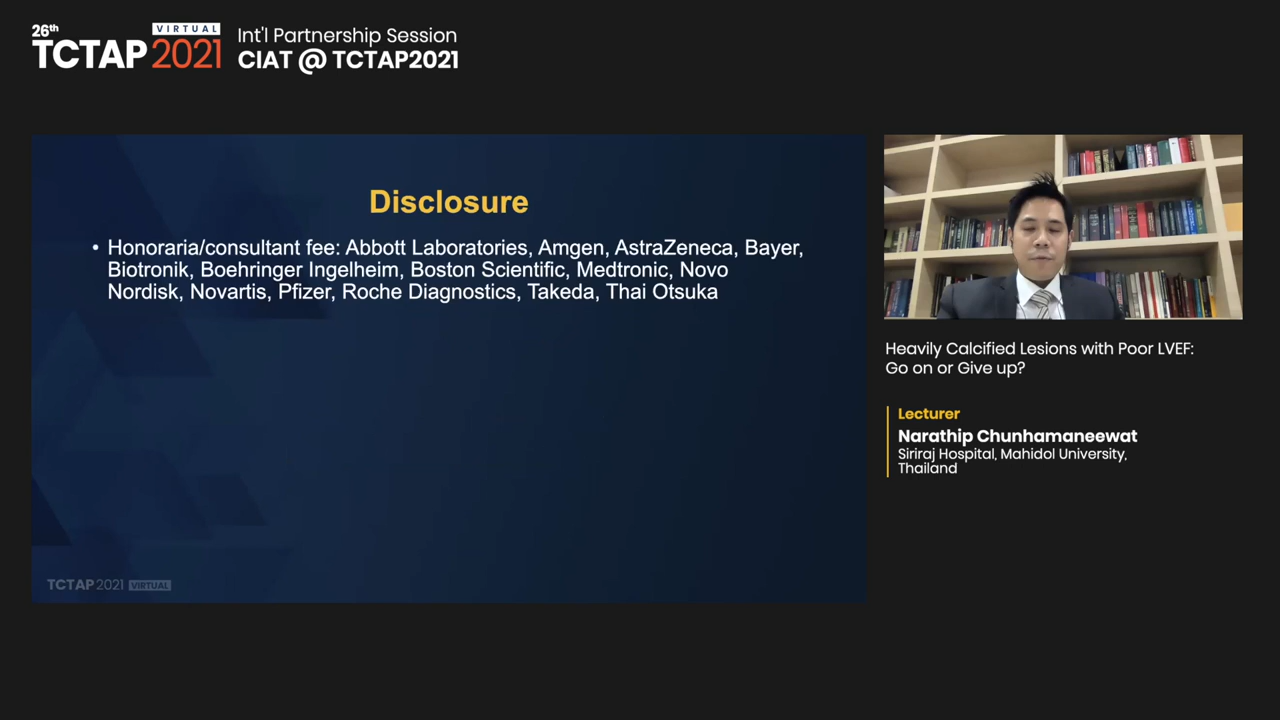 26th
VIRTUAL
TCTAP 2021
Int'l Partnership Session
CIAT @ TCTAP2021
Disclosure
• Honoraria/consultant fee: Abbott Laboratories, Amgen, AstraZeneca, Bayer,
Biotronik, Boehringer Ingelheim, Boston Scientific, Medtronic, Novo
Nordisk, Novartis, Pfizer, Roche Diagnostics, Takeda, Thai Otsuka
TCTAP 2021 VIRTUAL
Heavily Calcified Lesions with Poor LVEF:
Go on or Give up?
Lecturer
Narathip Chunhamaneewat
Siriraj Hospital, Mahidol University,
Thailand